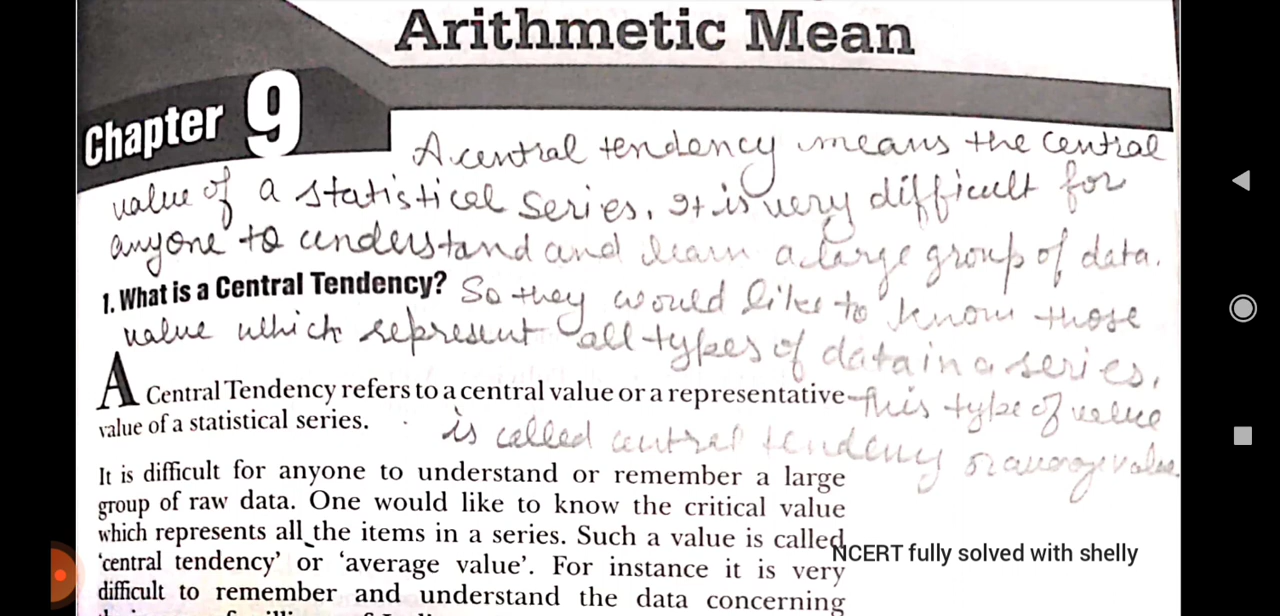 Arithmetic Mean
Chapter 9
A central tendency means the central
value of a statistical series. It is very difficult for
anyone to understand and learn a large group of data.
1. What is a Central Tendency?
So they would like to know those
value which represent all types of data in a series.
A Central Tendency refers to a central value or a representative
This type of value
value of a statistical series.
is called central tendency or average value.
It is difficult for anyone to understand or remember a large
group of raw data. One would like to know the critical value
which represents all the items in a series. Such a value is called
NCERT fully solved with shelly
'central tendency' or 'average value'. For instance it is very
difficult to remember and understand the data concerning